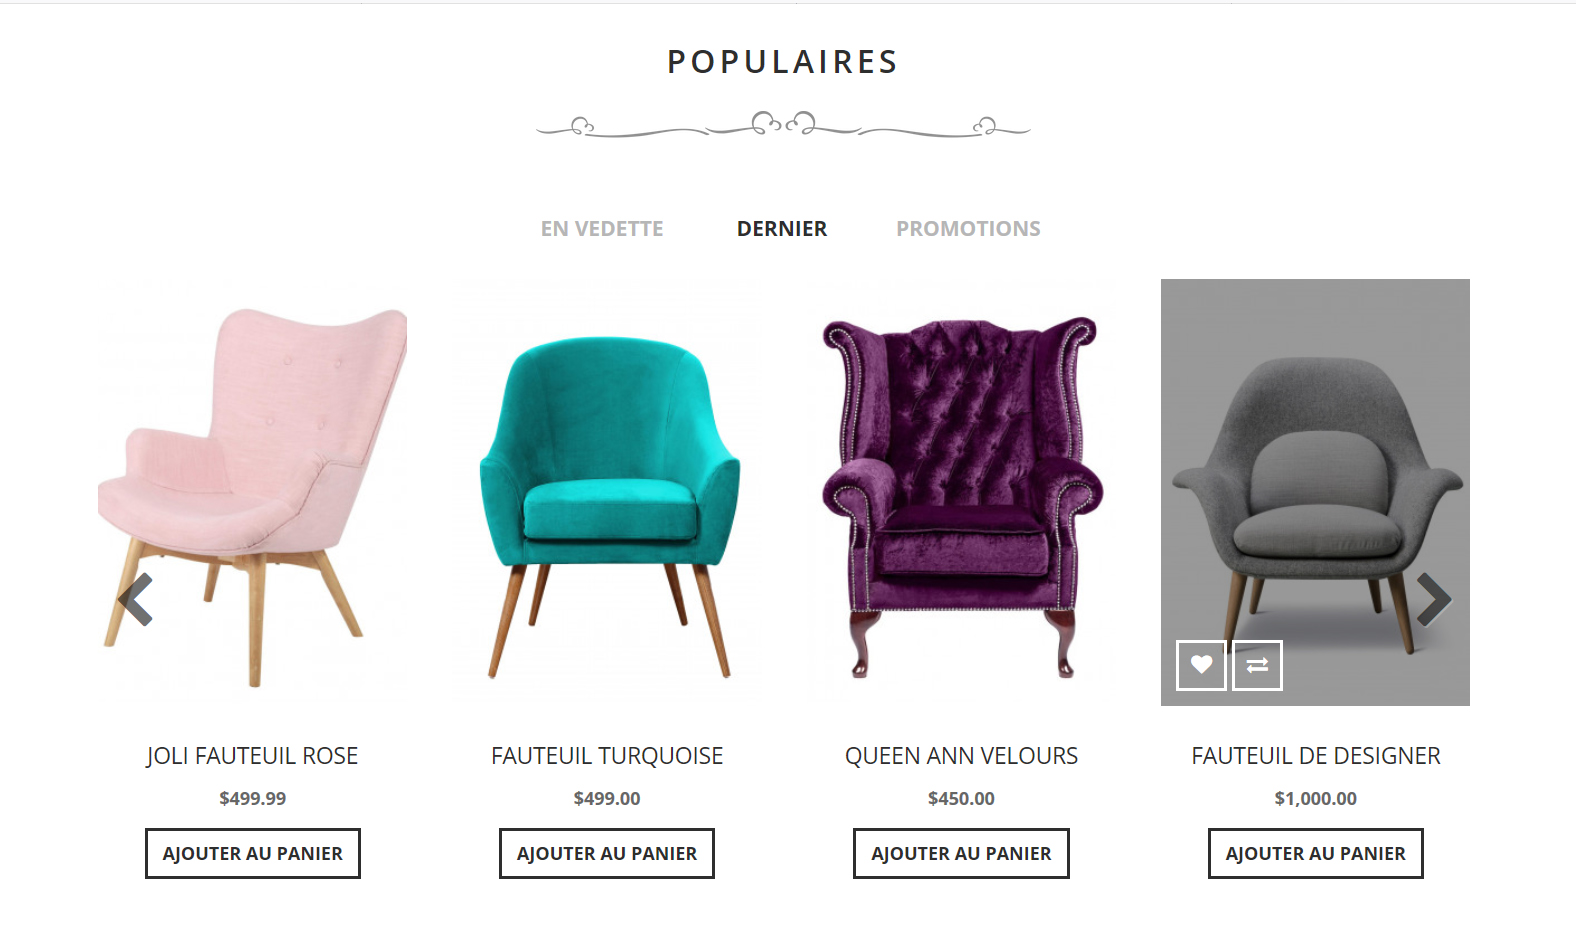 POPULAIRES
EN VEDETTE DERNIER PROMOTIONS
JOLI FAUTEUIL ROSE
$499.99
AJOUTER AU PANIER
FAUTEUIL TURQUOISE
$499.00
AJOUTER AU PANIER
QUEEN ANN VELOURS
$450.00
AJOUTER AU PANIER
FAUTEUIL DE DESIGNER
$1,000.00
AJOUTER AU PANIER